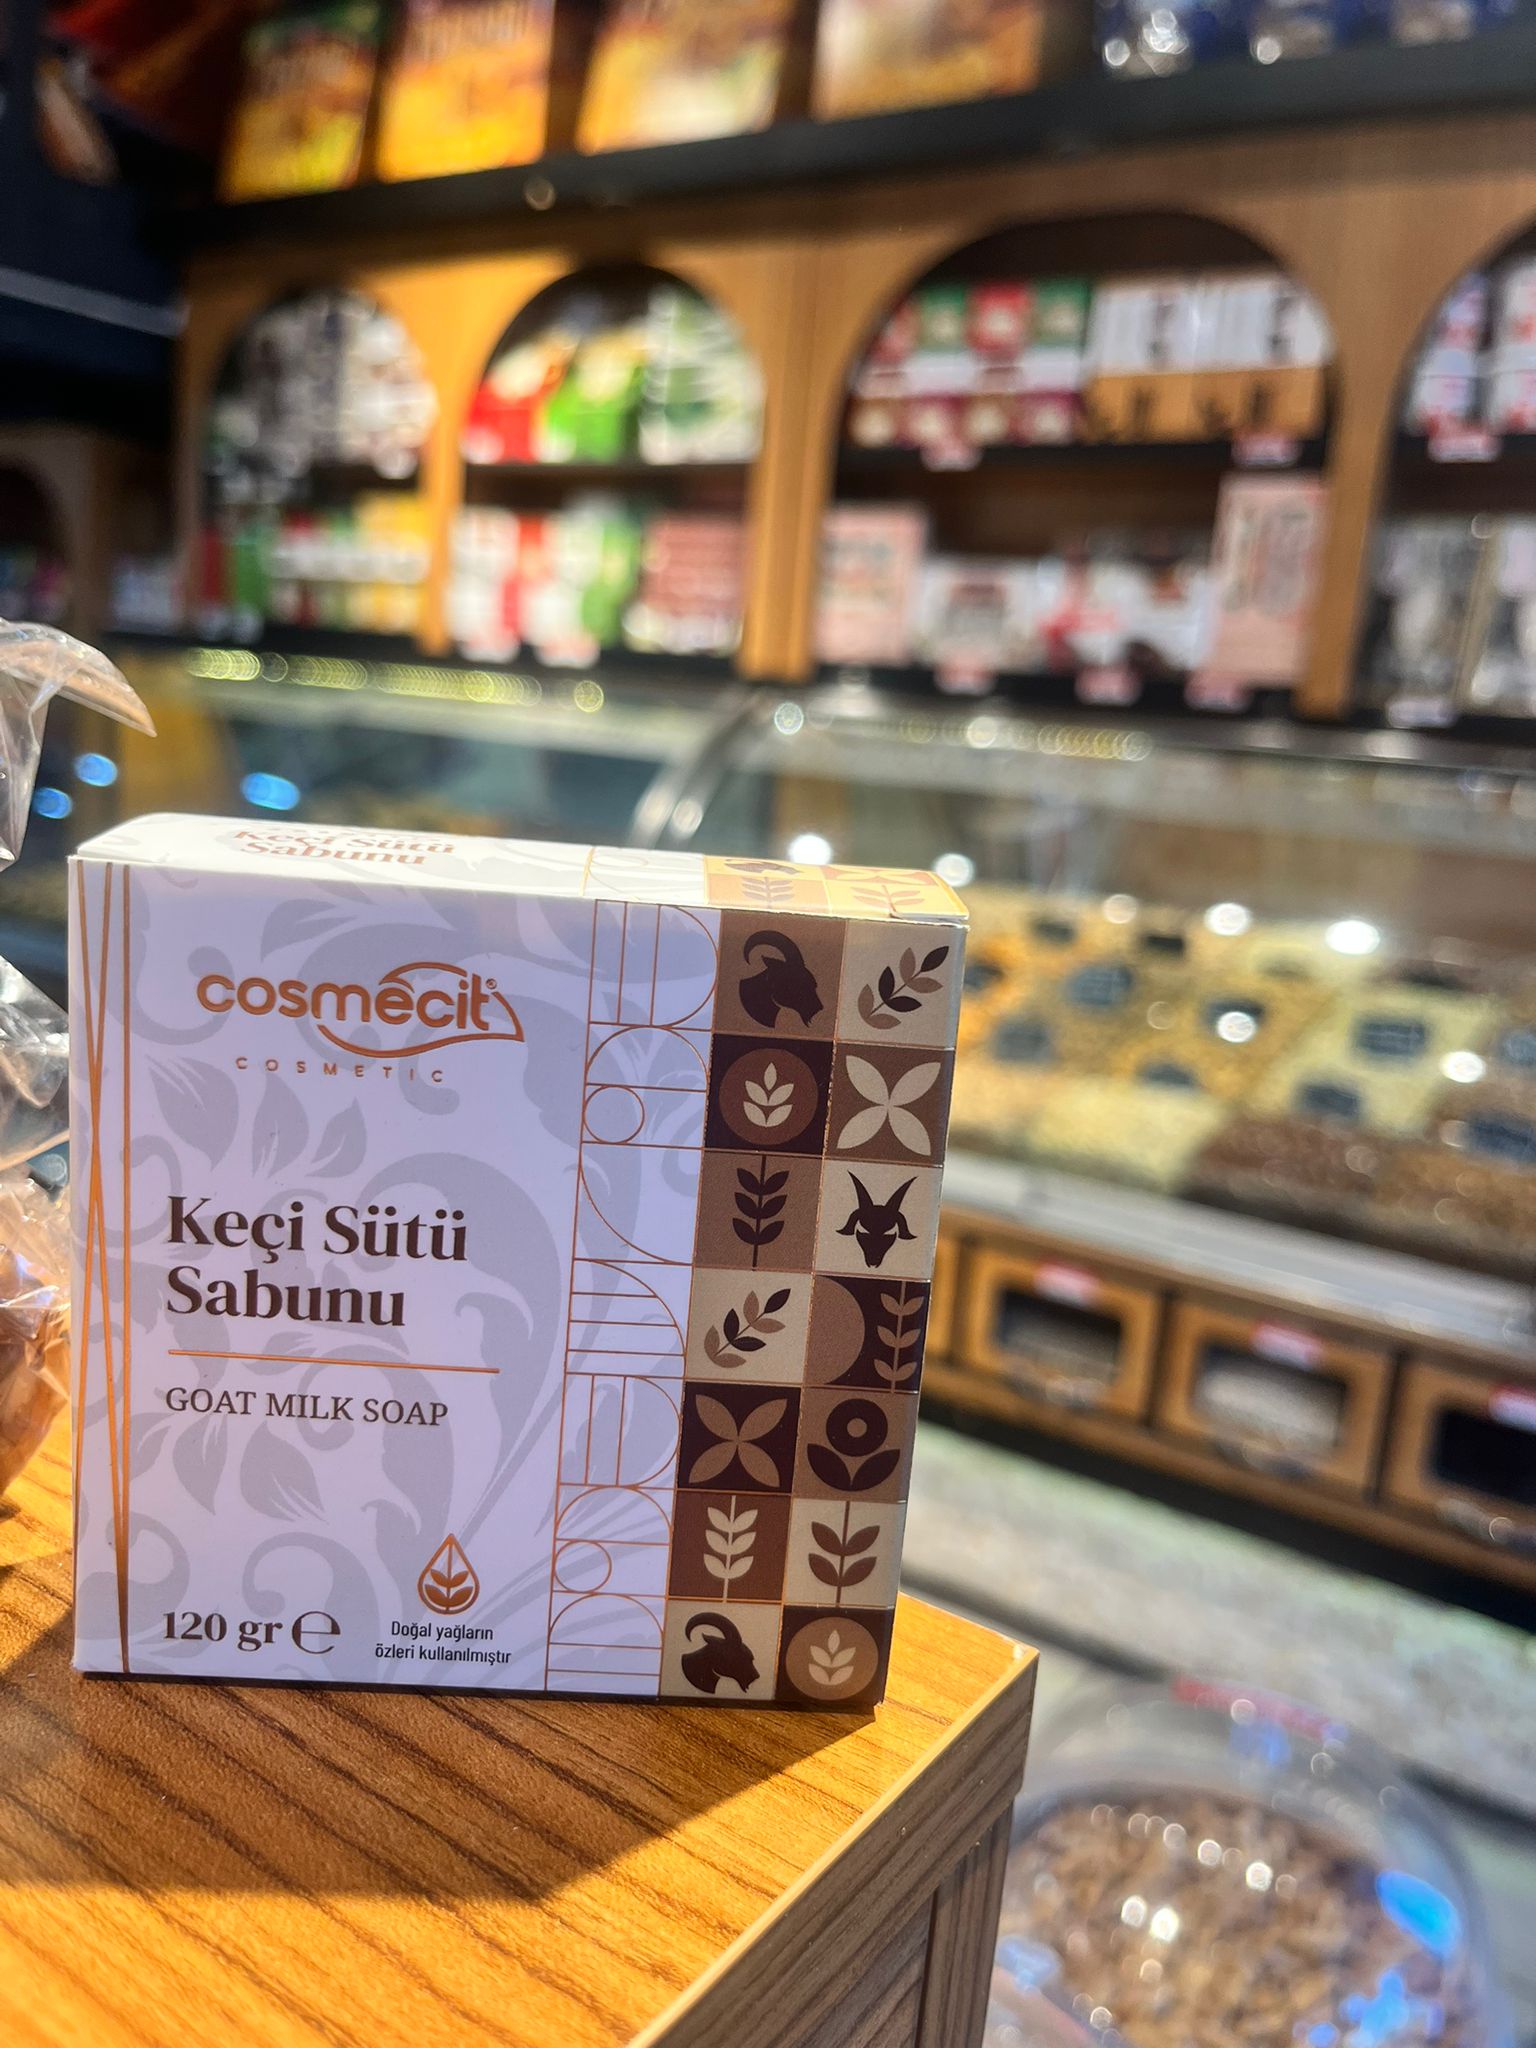 Keçi Sütü
Sabunu
cosmecit®
COSMETIC
Keçi Sütü
Sabunu
GOAT MILK SOAP
120 gr ℮
Doğal yağların
özleri kullanılmıştır